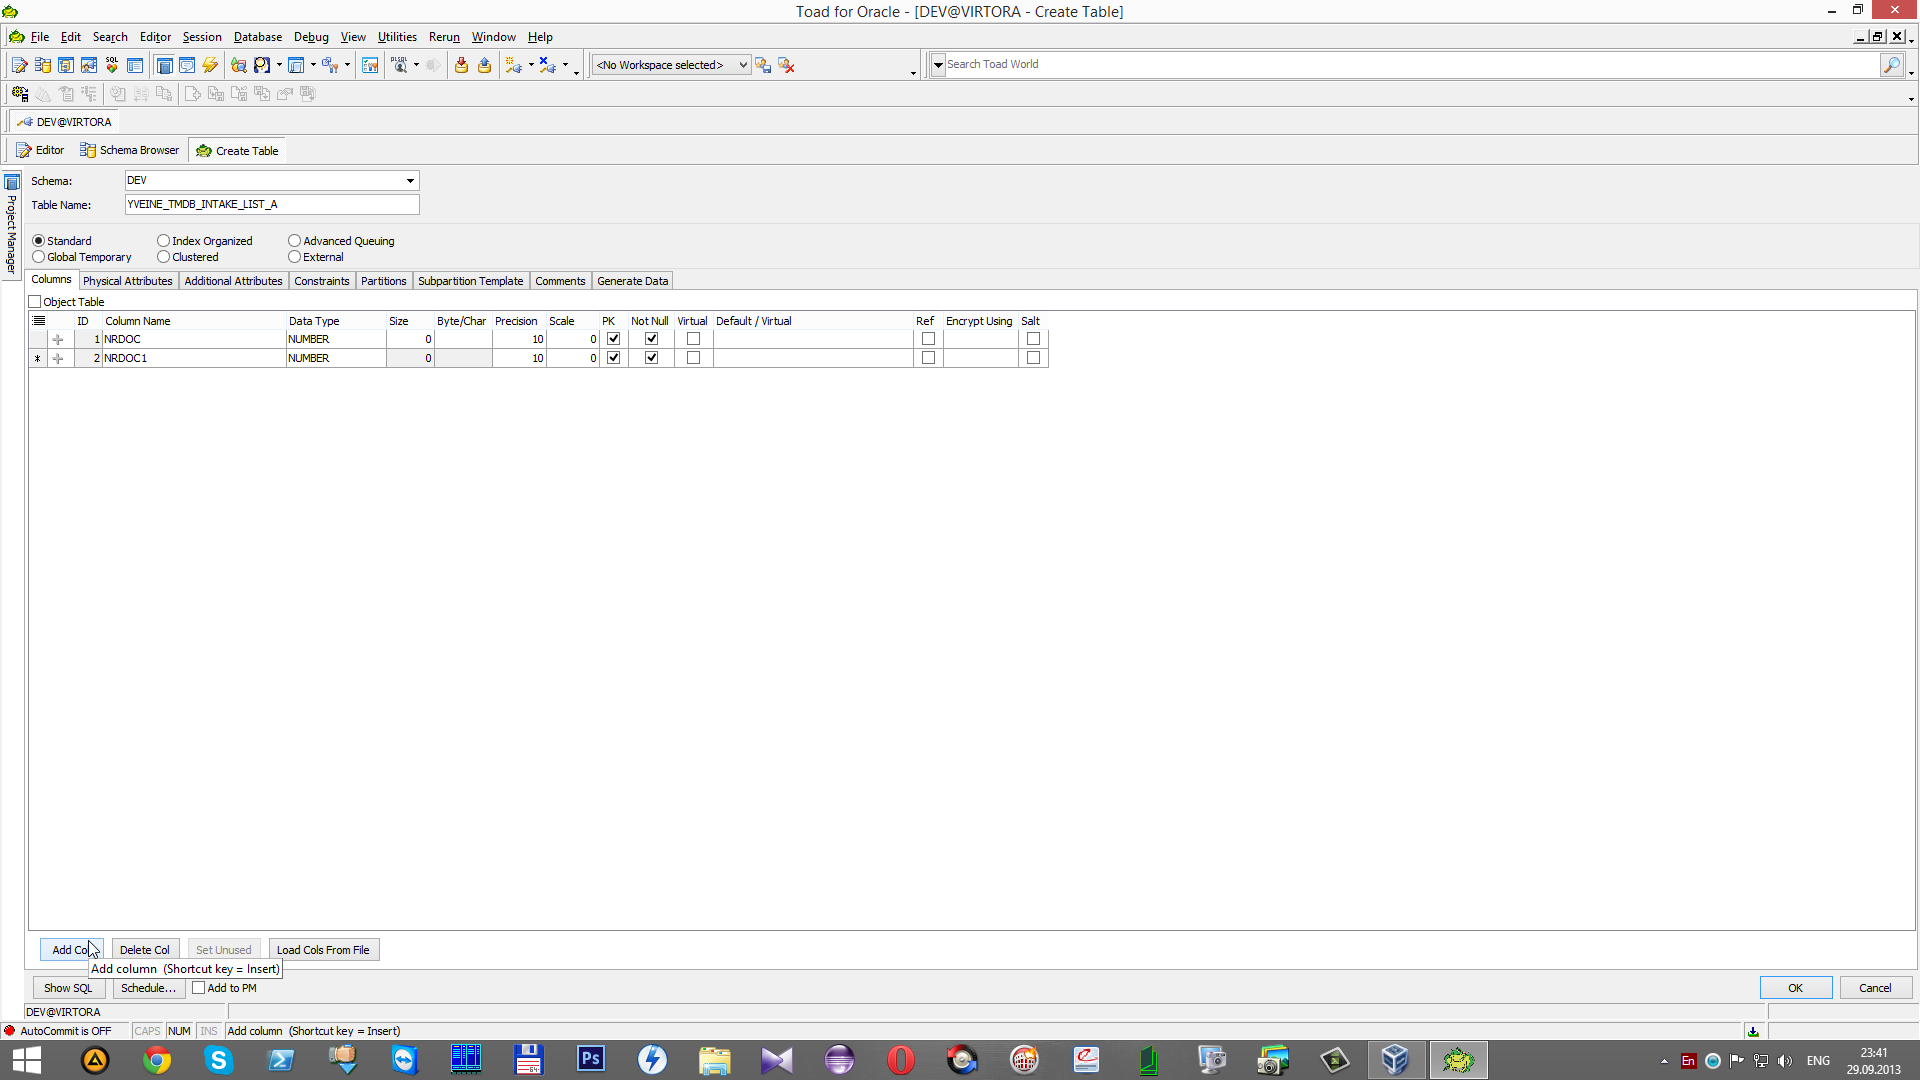 Toad for Oracle - [DEV@VIRTORA - Create Table]
File Edit Search Editor Session Database Debug View Utilities Rerun Window Help
SQL <No Workspace selected> Search Toad World
DEV@VIRTORA
Editor Schema Browser Create Table
Project Manager
Schema: DEV
Table Name: YVEINE_TMDB_INTAKE_LIST_A
Standard Index Organized Advanced Queuing
Global Temporary Clustered External
Columns Physical Attributes Additional Attributes Constraints Partitions Subpartition Template Comments Generate Data
Object Table
ID Column Name Data Type Size Byte/Char Precision Scale PK Not Null Virtual Default / Virtual Ref Encrypt Using Salt
1 NRDOC NUMBER 0 10 0
* 2 NRDOC1 NUMBER 0 10 0
Add Co Delete Col Set Unused Load Cols From File
Add column (Shortcut key = Insert)
Show SQL Schedule... Add to PM OK Cancel
DEV@VIRTORA
AutoCommit is OFF CAPS NUM INS Add column (Shortcut key = Insert)
Ps 64 En ENG 23:41
29.09.2013